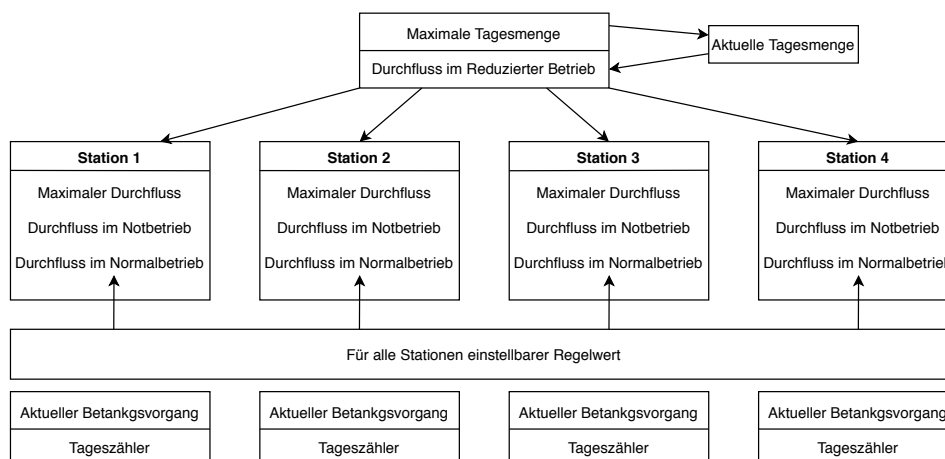 Maximale Tagesmenge
Aktuelle Tagesmenge
Durchfluss im Reduzierter Betrieb
Station 1
Maximaler Durchfluss
Durchfluss im Notbetrieb
Durchfluss im Normalbetrieb
Station 2
Maximaler Durchfluss
Durchfluss im Notbetrieb
Durchfluss im Normalbetrieb
Station 3
Maximaler Durchfluss
Durchfluss im Notbetrieb
Durchfluss im Normalbetrieb
Station 4
Maximaler Durchfluss
Durchfluss im Notbetrieb
Durchfluss im Normalbetrieb
Für alle Stationen einstellbarer Regelwert
Aktueller Betankgsvorgang
Tageszähler
Aktueller Betankgsvorgang
Tageszähler
Aktueller Betankgsvorgang
Tageszähler
Aktueller Betankgsvorgang
Tageszähler